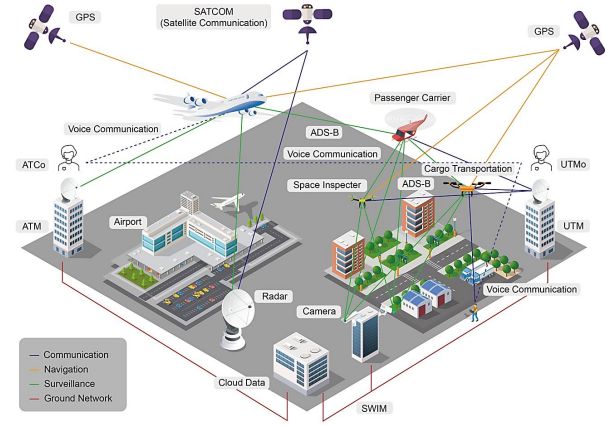 SATCOM
(Satellite Communication)
GPS
GPS
Passenger Carrier
Voice Communication
ADS-B
ATCo
Voice Communication
UTMo
Cargo Transportation
Space Inspecter
ADS-B
ATM
Airport
UTM
Voice Communication
Radar
Camera
Communication
Navigation
Surveillance
Ground Network
Cloud Data
SWIM